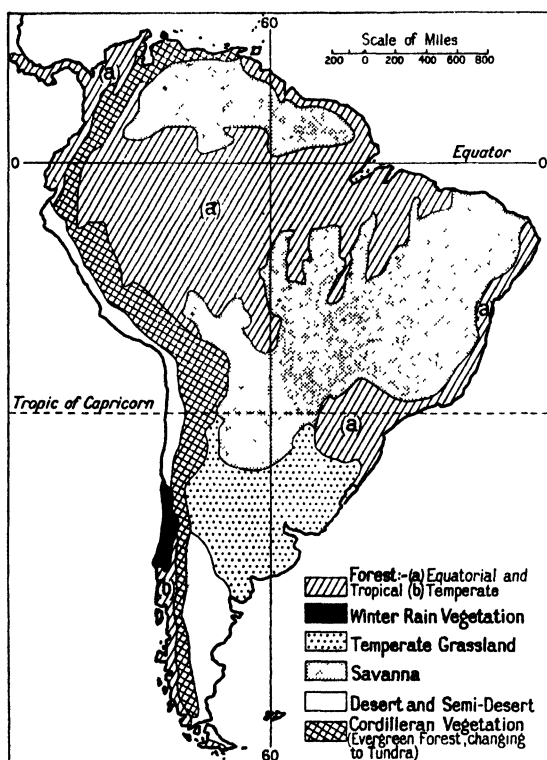 60
Scale of Miles
200 0 200 400 600 800
(a)
0 Equator 0
(a)
(a)
Tropic of Capricorn
(a)
(b)
Forest:-(a) Equatorial and
Tropical (b) Temperate
Winter Rain Vegetation
Temperate Grassland
Savanna
Desert and Semi-Desert
Cordilleran Vegetation
(Evergreen Forest, changing
to Tundra)
60